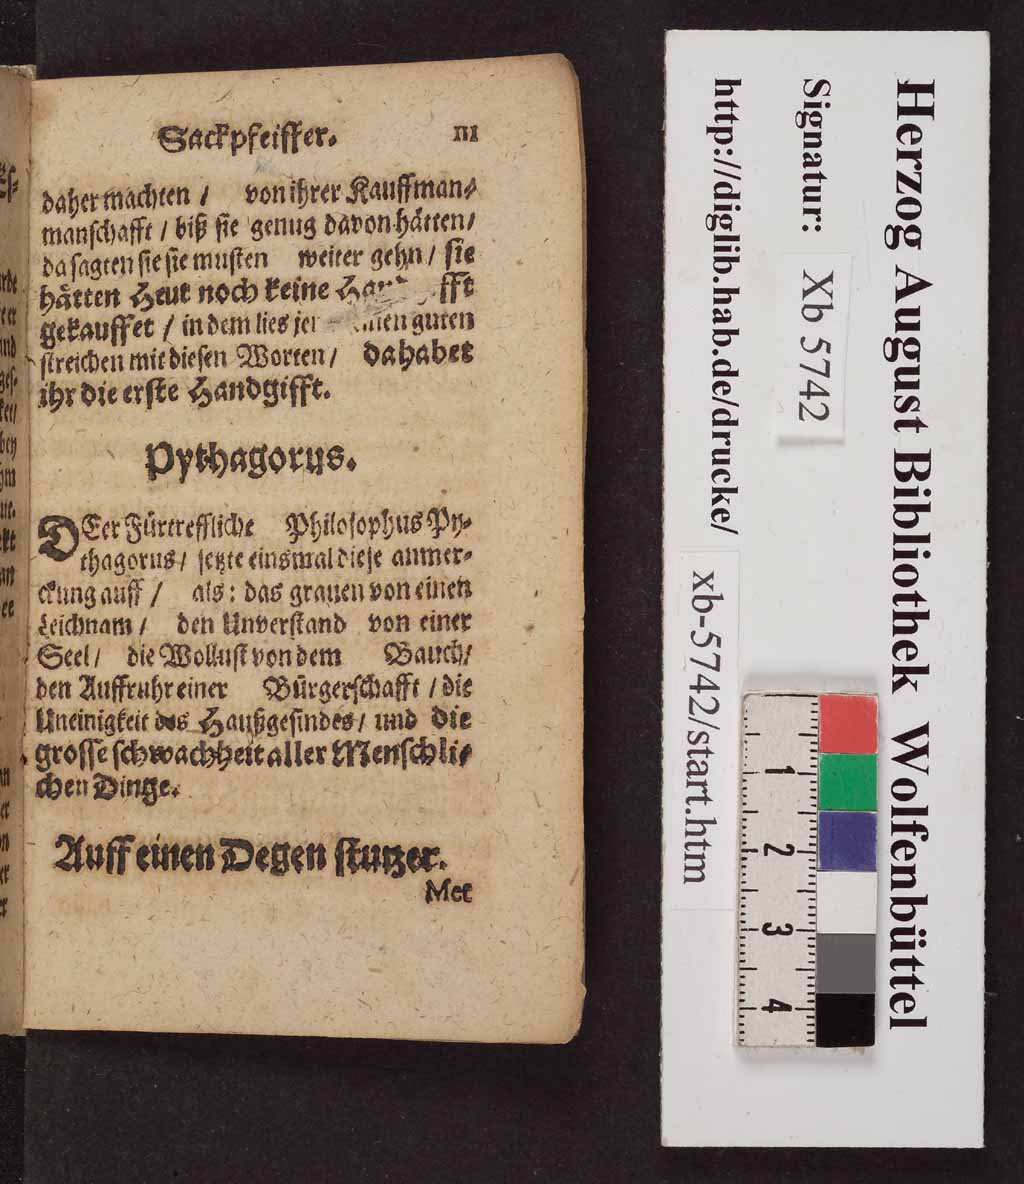 Sackpfeiffer. 111
daher machten / von ihrer Kauffman-
manschafft / biß sie genug davon hätten /
da sagten sie sie musten weiter gehn / sie
hätten Heut noch keine
gekauffet / in dem lies guten
streichen mit diesen Worten / da habet
ihr die erste Handgifft.
Pythagorus.
DEer Fürtreffliche Philosophus Py-
thagorus / setzte einsmal diese anmer-
ckung auff / als: das grauen von einen
Leichnam / den Unverstand von einer
Seel / die Wollust von dem Bauch /
den Auffruhr einer Bürgerschafft / die
Uneinigkeit des Haußgesindes / und die
grosse schwachheit aller Menschli-
chen Dinge.
Auff einen Degen stutzer.
Met
Herzog August Bibliothek Wolfenbüttel
Signatur: Xb 5742
http://diglib.hab.de/drucke/ xb-5742/start.htm
1 2 3 4